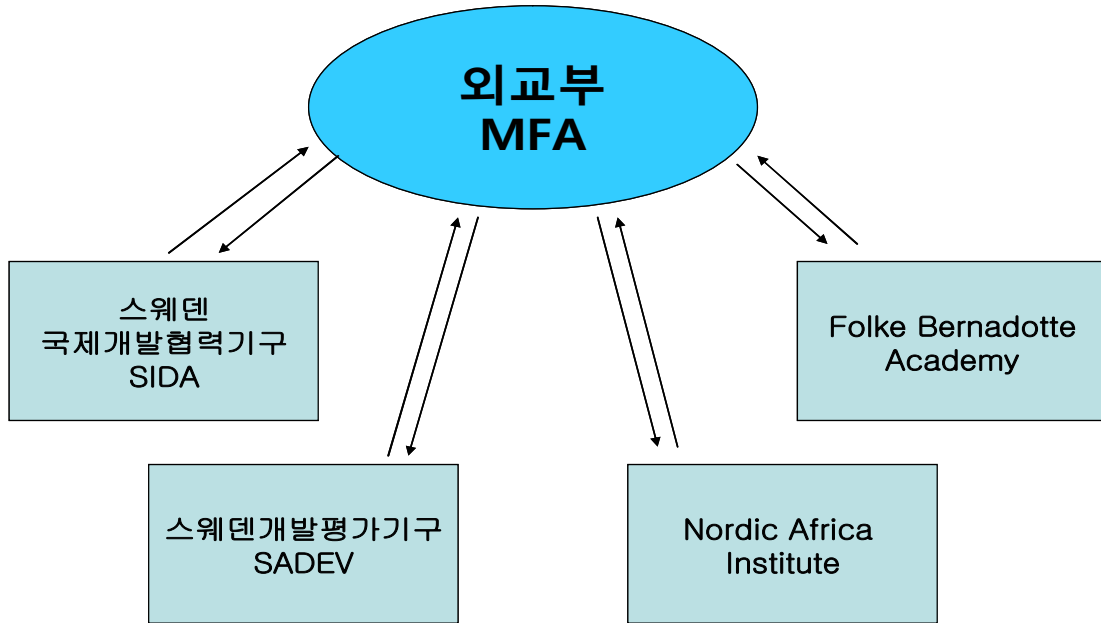 외교부
MFA
스웨덴
국제개발협력기구
SIDA
Folke Bernadotte
Academy
스웨덴개발평가기구
SADEV
Nordic Africa
Institute